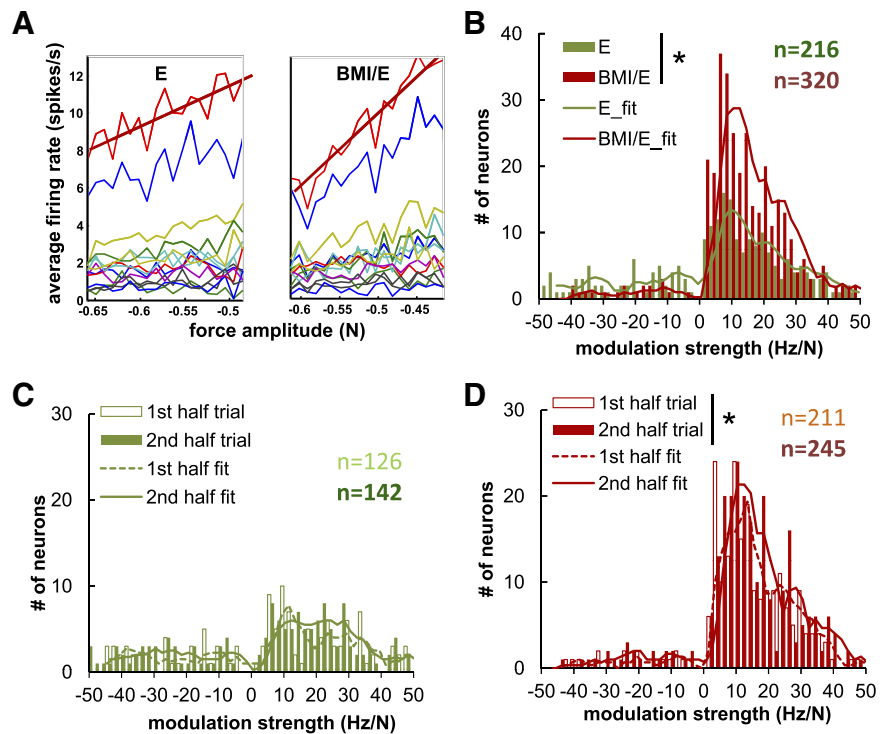 A
E
BMI/E
average firing rate (spikes/s)
12
10
8
6
4
2
0
-0.65 -0.6 -0.55 -0.5
-0.6 -0.55 -0.5 -0.45
force amplitude (N)
B
E
BMI/E
E_fit
BMI/E_fit
*
n=216
n=320
# of neurons
40
30
20
10
0
-50 -40 -30 -20 -10 0 10 20 30 40 50
modulation strength (Hz/N)
C
1st half trial
2nd half trial
1st half fit
2nd half fit
n=126
n=142
# of neurons
30
20
10
0
-50 -40 -30 -20 -10 0 10 20 30 40 50
modulation strength (Hz/N)
D
1st half trial
2nd half trial
1st half fit
2nd half fit
*
n=211
n=245
# of neurons
30
20
10
0
-50 -40 -30 -20 -10 0 10 20 30 40 50
modulation strength (Hz/N)